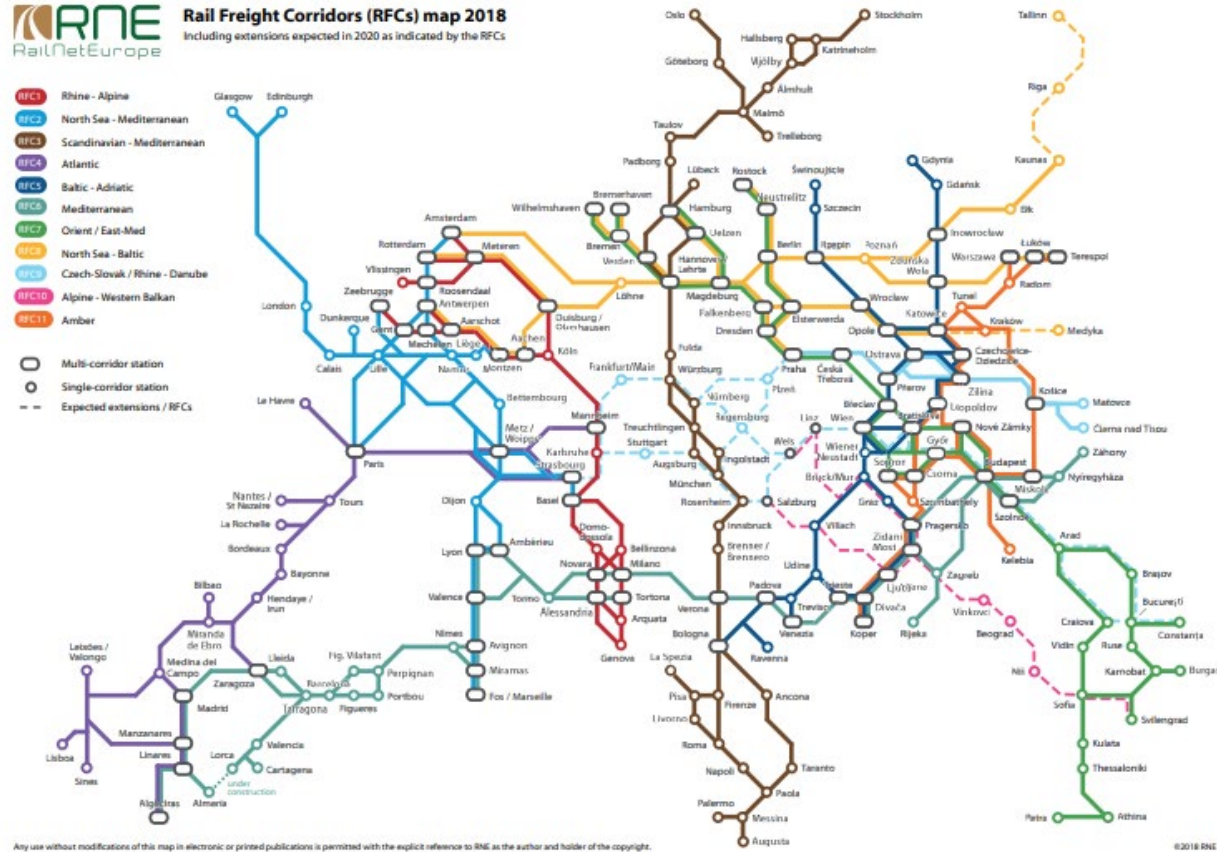 RNE
RailNetEurope
Rail Freight Corridors (RFCs) map 2018
Including extensions expected in 2020 as indicated by the RFCs
RFC1 Rhine - Alpine
RFC2 North Sea - Mediterranean
RFC3 Scandinavian - Mediterranean
RFC4 Atlantic
RFC5 Baltic - Adriatic
RFC6 Mediterranean
RFC7 Orient / East-Med
RFC8 North Sea - Baltic
RFC9 Czech-Slovak / Rhine - Danube
RFC10 Alpine - Western Balkan
RFC11 Amber
Multi-corridor station
Single-corridor station
Expected extensions / RFCs
Oslo
Stockholm
Tallinn
Hallsberg
Katrineholm
Göteborg
Mjölby
Älmhult
Riga
Glasgow
Edinburgh
Malmö
Taulov
Trelleborg
Padborg
Gdynia
Kaunas
Lübeck
Rostock
Świnoujście
Gdańsk
Bremerhaven
Wilhelmshaven
Neustrelitz
Hamburg
Szczecin
Ełk
Amsterdam
Uelzen
Inowrocław
Rotterdam
Meteren
Bremen
Verden
Hannover/
Lehrte
Berlin
Rzepin
Poznań
Zduńska
Wola
Warszawa
Łuków
Terespol
Vlissingen
Roosendaal
Löhne
Magdeburg
Radom
Zeebrugge
Antwerpen
Falkenberg
Wrocław
Tunel
London
Dunkerque
Gent
Aarschot
Duisburg /
Oberhausen
Elsterwerda
Katowice
Kraków
Medyka
Mechelen
Liège
Aachen
Dresden
Opole
Calais
Lille
Namur
Montzen
Köln
Fulda
Praha
Česká
Třebová
Ostrava
Czechowice-
Dziedzice
Frankfurt/Main
Würzburg
Plzeň
Přerov
Žilina
Le Havre
Bettembourg
Nürnberg
Regensburg
Břeclav
Leopoldov
Košice
Maťovce
Metz /
Woippy
Mannheim
Treuchtlingen
Linz
Wien
Bratislava
Nové Zámky
Čierna nad Tisou
Paris
Strasbourg
Karlsruhe
Stuttgart
Augsburg
Ingolstadt
Wels
Wiener
Neustadt
Győr
Záhony
Nantes /
St Nazaire
Tours
Dijon
Basel
München
Bruck/Mur
Sopron
Csorna
Budapest
Miskolc
Nyíregyháza
La Rochelle
Rosenheim
Salzburg
Graz
Szombathely
Szolnok
Bordeaux
Lyon
Ambérieu
Domo-
dossola
Bellinzona
Innsbruck
Villach
Pragersko
Arad
Bayonne
Brenner /
Brennero
Zidani
Most
Kelebia
Bilbao
Hendaye /
Irun
Valence
Torino
Novara
Milano
Udine
Ljubljana
Zagreb
Brașov
Alessandria
Tortona
Verona
Padova
Treviso
Trieste
Divača
Vinkovci
București
Miranda
de Ebro
Nîmes
Avignon
Arquata
Bologna
Venezia
Koper
Rijeka
Beograd
Craiova
Constanța
Leixões /
Valongo
Medina del
Campo
Lleida
Fig. Vilafant
Perpignan
Miramas
Genova
La Spezia
Ravenna
Vidin
Ruse
Zaragoza
Barcelona
Niš
Karnobat
Burgas
Madrid
Tarragona
Figueres
Portbou
Fos / Marseille
Pisa
Firenze
Ancona
Sofia
Livorno
Svilengrad
Lisboa
Manzanares
Valencia
Roma
Kulata
Linares
Lorca
Cartagena
Napoli
Taranto
Thessaloniki
Sines
under
construction
Algeciras
Almería
Paola
Palermo
Messina
Patra
Athina
Augusta
Any use without modifications of this map in electronic or printed publications is permitted with the explicit reference to RNE as the author and holder of the copyright.
©2018 RNE